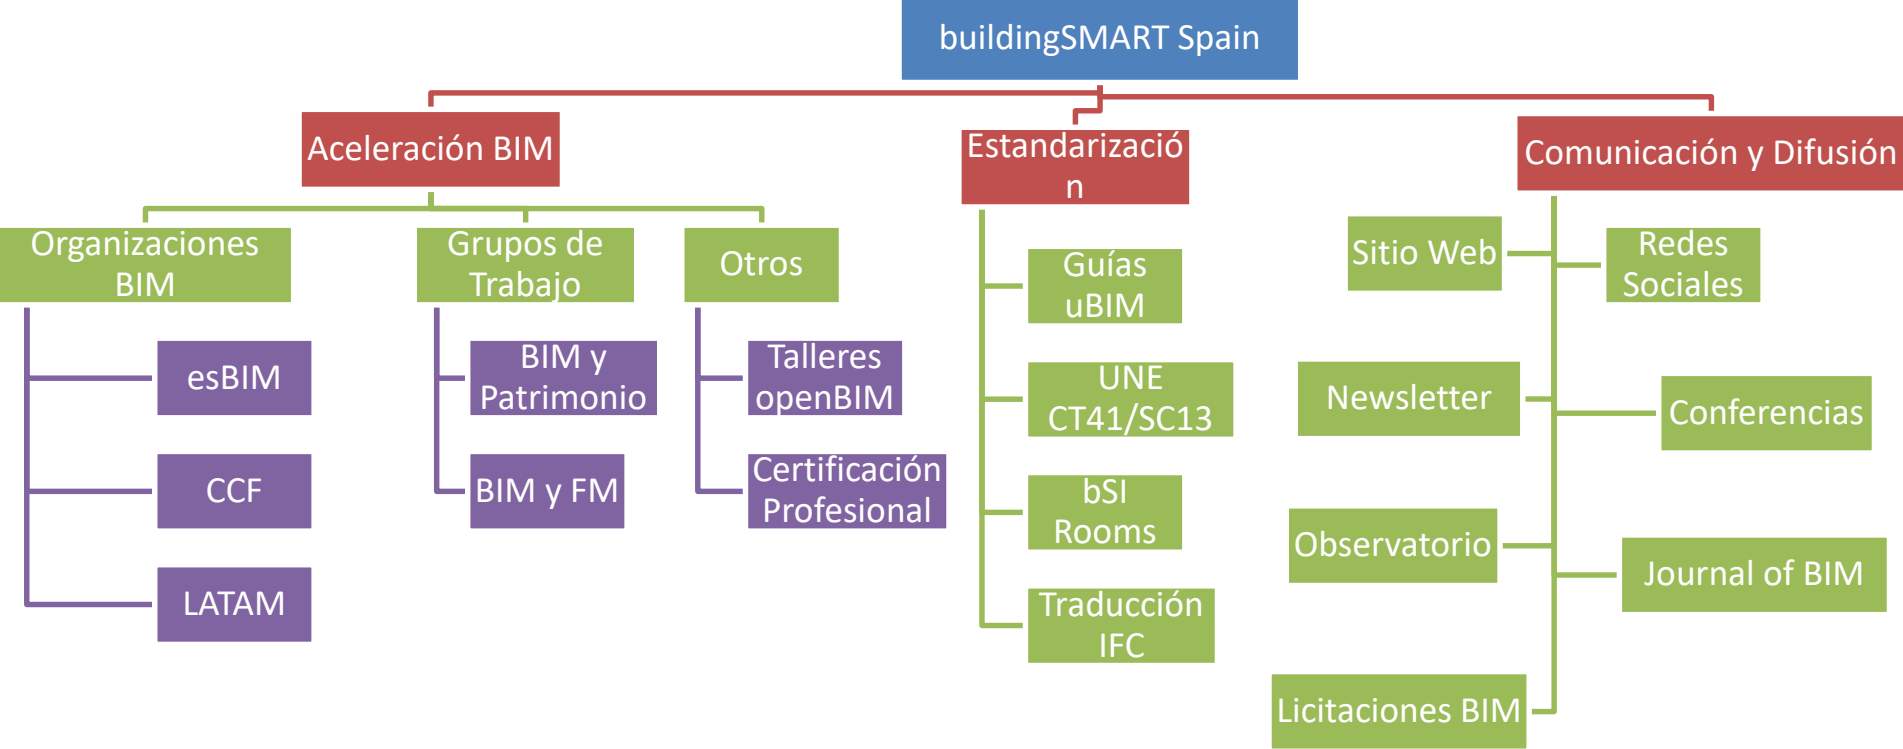 buildingSMART Spain
Aceleración BIM
Organizaciones
BIM
esBIM
CCF
LATAM
Grupos de
Trabajo
BIM y
Patrimonio
BIM y FM
Otros
Talleres
openBIM
Certificación
Profesional
Estandarizació
n
Guías
uBIM
UNE
CT41/SC13
bSI
Rooms
Traducción
IFC
Comunicación y Difusión
Sitio Web
Redes
Sociales
Newsletter
Conferencias
Observatorio
Journal of BIM
Licitaciones BIM